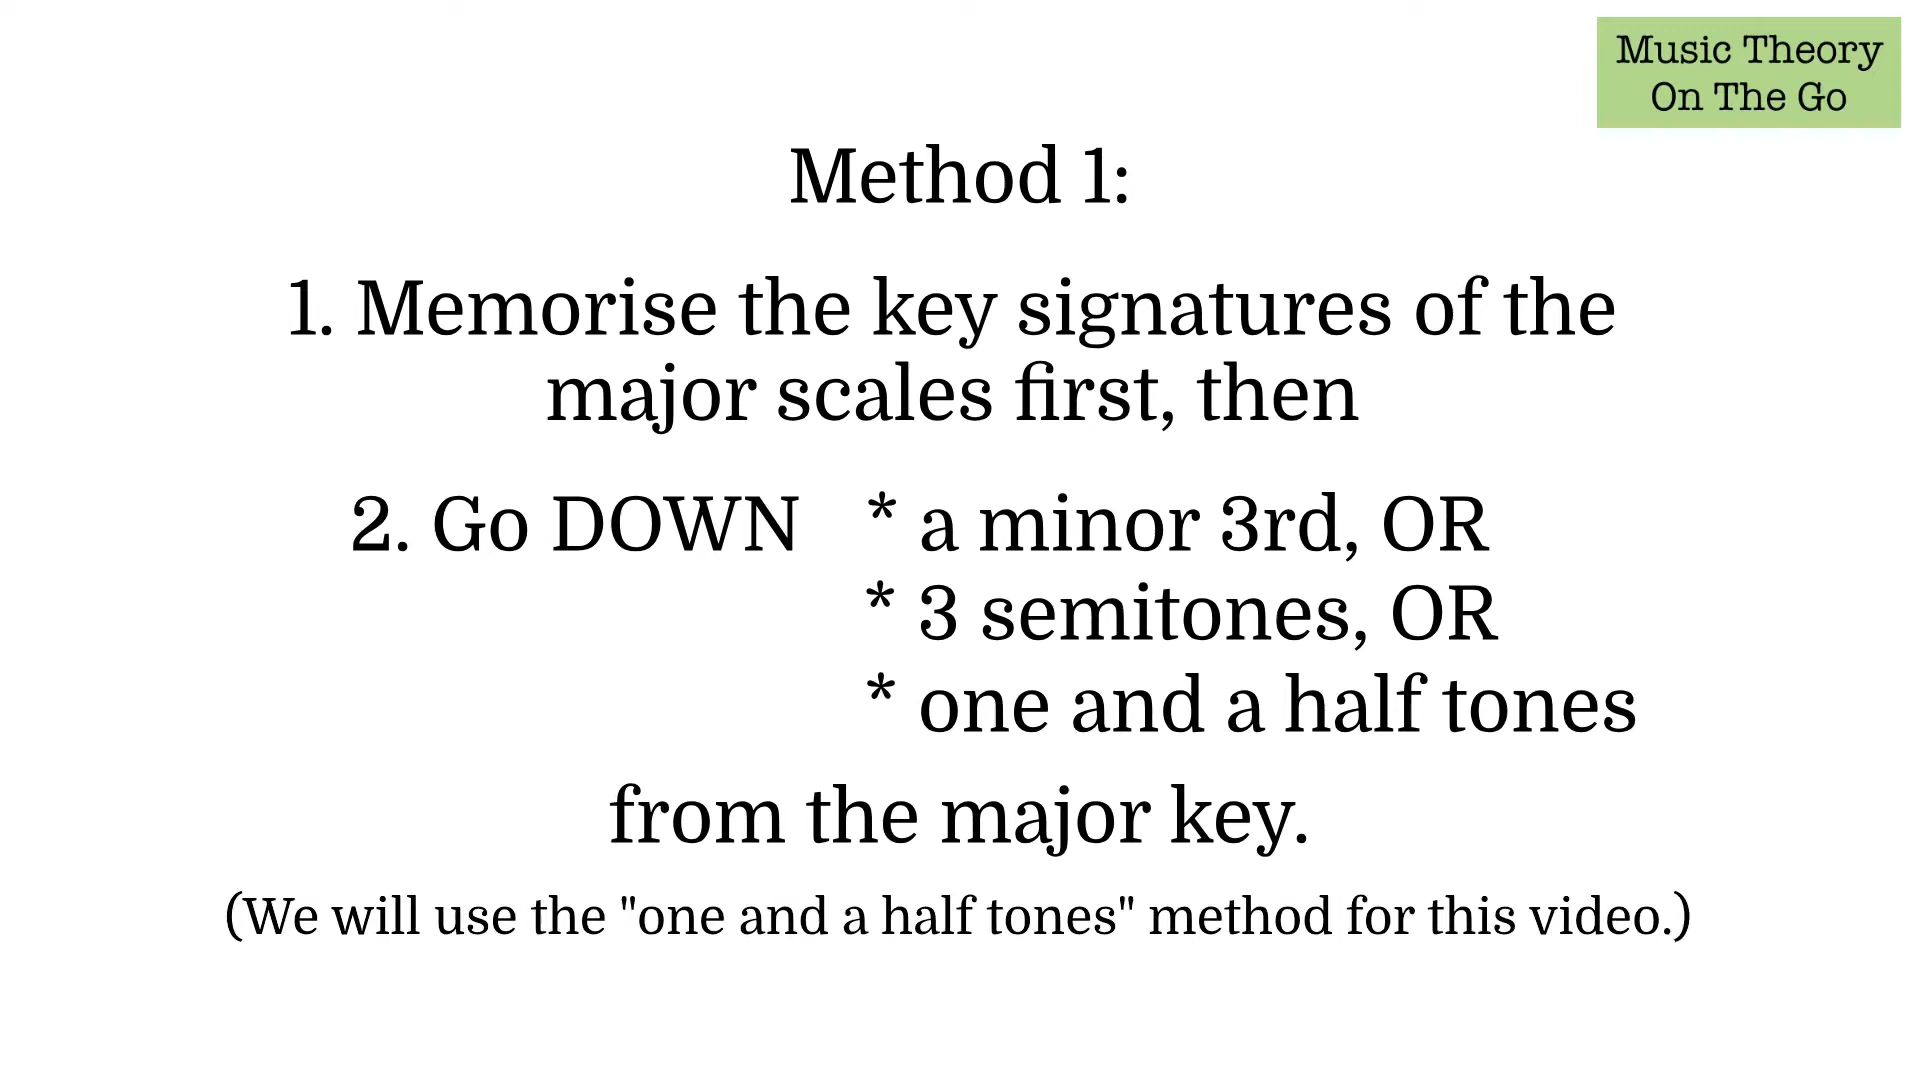 Music Theory
On The Go
Method 1:
1. Memorise the key signatures of the
major scales first, then
2. Go DOWN * a minor 3rd, OR
* 3 semitones, OR
* one and a half tones
from the major key.
(We will use the "one and a half tones" method for this video.)